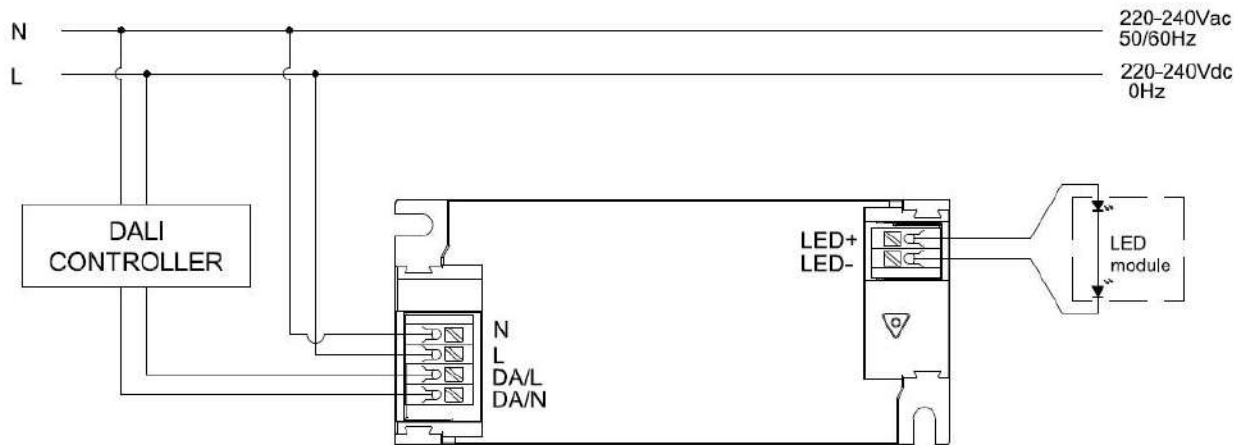 N
220-240Vac
50/60Hz
L
220-240Vdc
0Hz
DALI
CONTROLLER
LED+
LED-
LED
module
N
L
DA/L
DA/N